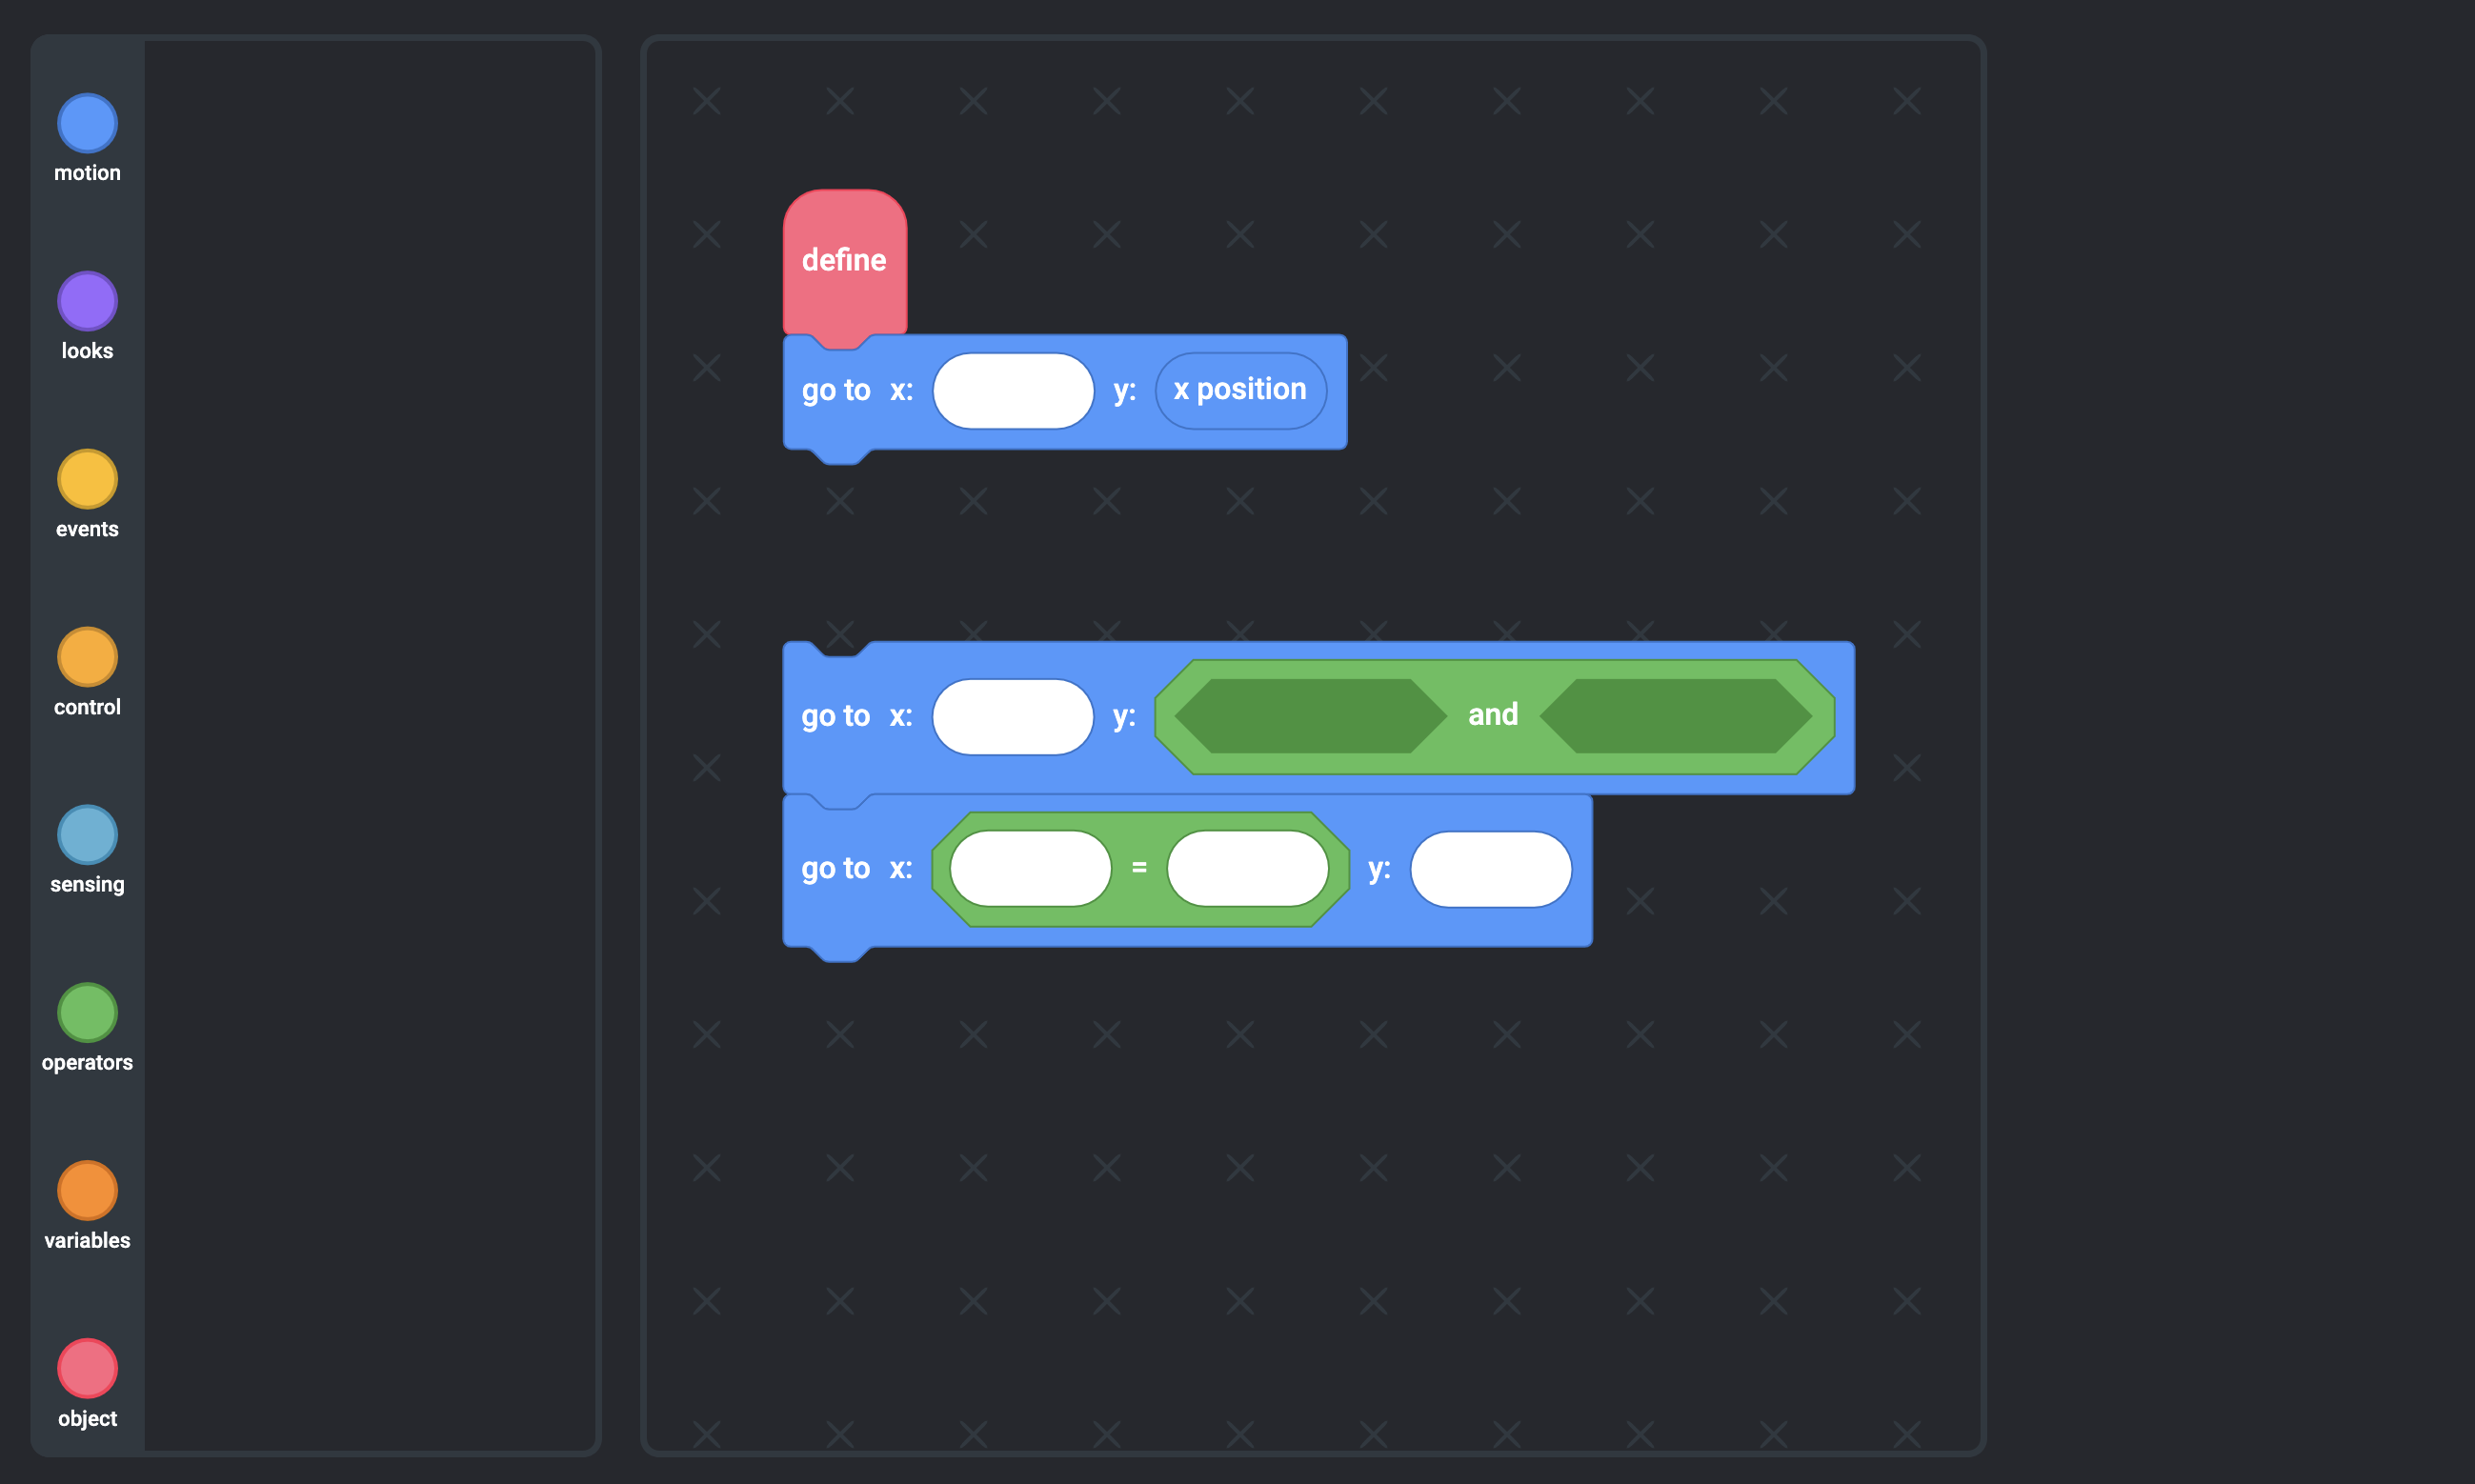 motion
looks
events
control
sensing
operators
variables
object
define
go to x: y: x position
go to x: y: and
go to x: = y: